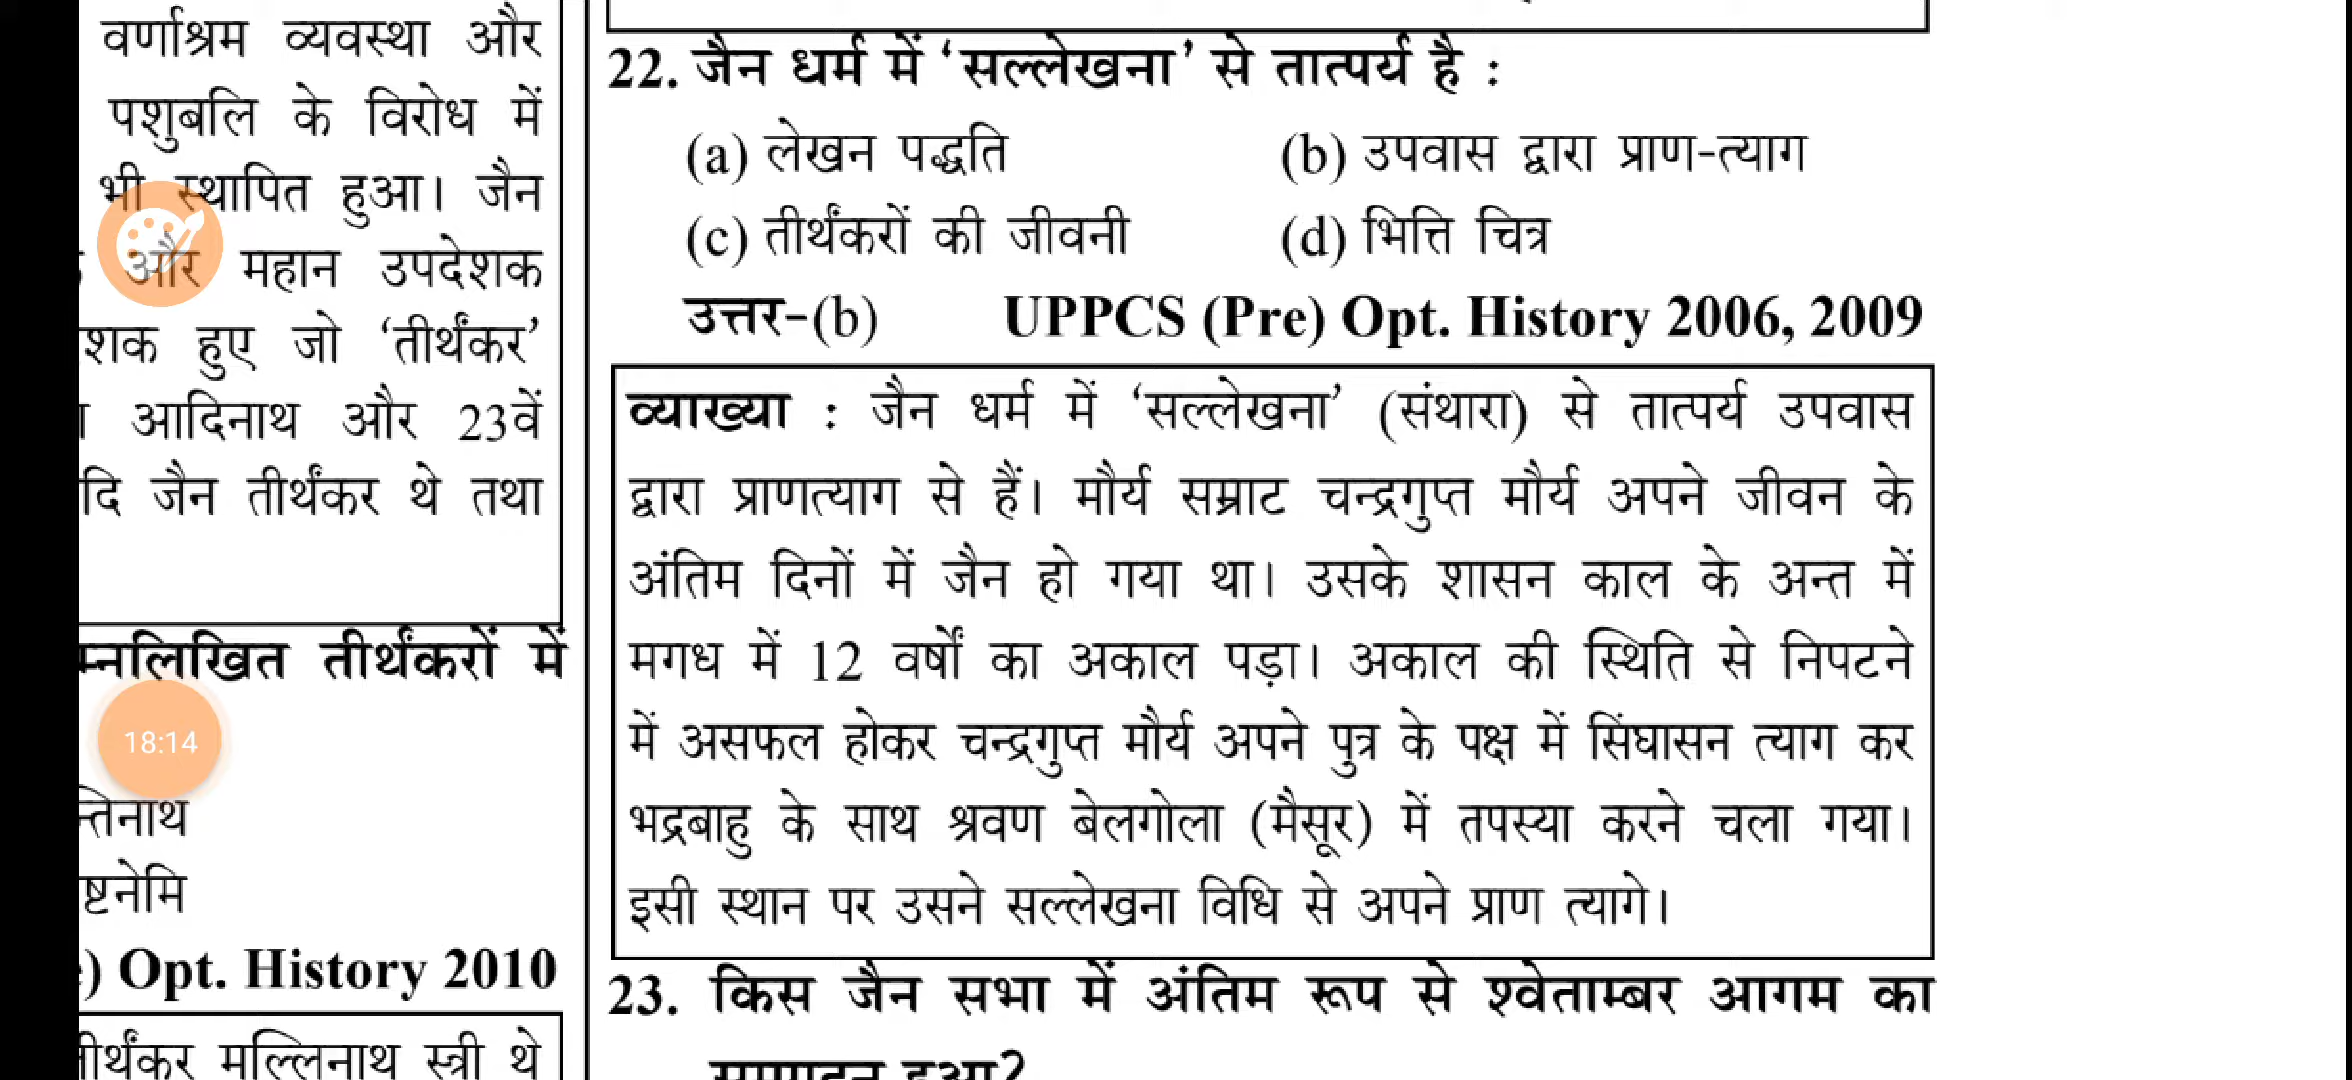 वर्णाश्रम व्यवस्था और
पशुबलि के विरोध में
भी स्थापित हुआ। जैन
और महान उपदेशक
शक हुए जो ‘तीर्थंकर’
आदिनाथ और 23वें
दि जैन तीर्थंकर थे तथा
म्नलिखित तीर्थंकरों में
18:14
न्तिनाथ
ष्टनेमि
) Opt. History 2010
तीर्थंकर मल्लिनाथ स्त्री थे
22. जैन धर्म में ‘सल्लेखना’ से तात्पर्य है :
(a) लेखन पद्धति (b) उपवास द्वारा प्राण-त्याग
(c) तीर्थंकरों की जीवनी (d) भित्ति चित्र
उत्तर-(b) UPPCS (Pre) Opt. History 2006, 2009
व्याख्या : जैन धर्म में ‘सल्लेखना’ (संथारा) से तात्पर्य उपवास
द्वारा प्राणत्याग से हैं। मौर्य सम्राट चन्द्रगुप्त मौर्य अपने जीवन के
अंतिम दिनों में जैन हो गया था। उसके शासन काल के अन्त में
मगध में 12 वर्षों का अकाल पड़ा। अकाल की स्थिति से निपटने
में असफल होकर चन्द्रगुप्त मौर्य अपने पुत्र के पक्ष में सिंघासन त्याग कर
भद्रबाहु के साथ श्रवण बेलगोला (मैसूर) में तपस्या करने चला गया।
इसी स्थान पर उसने सल्लेखना विधि से अपने प्राण त्यागे।
23. किस जैन सभा में अंतिम रूप से श्वेताम्बर आगम का
हुआ?